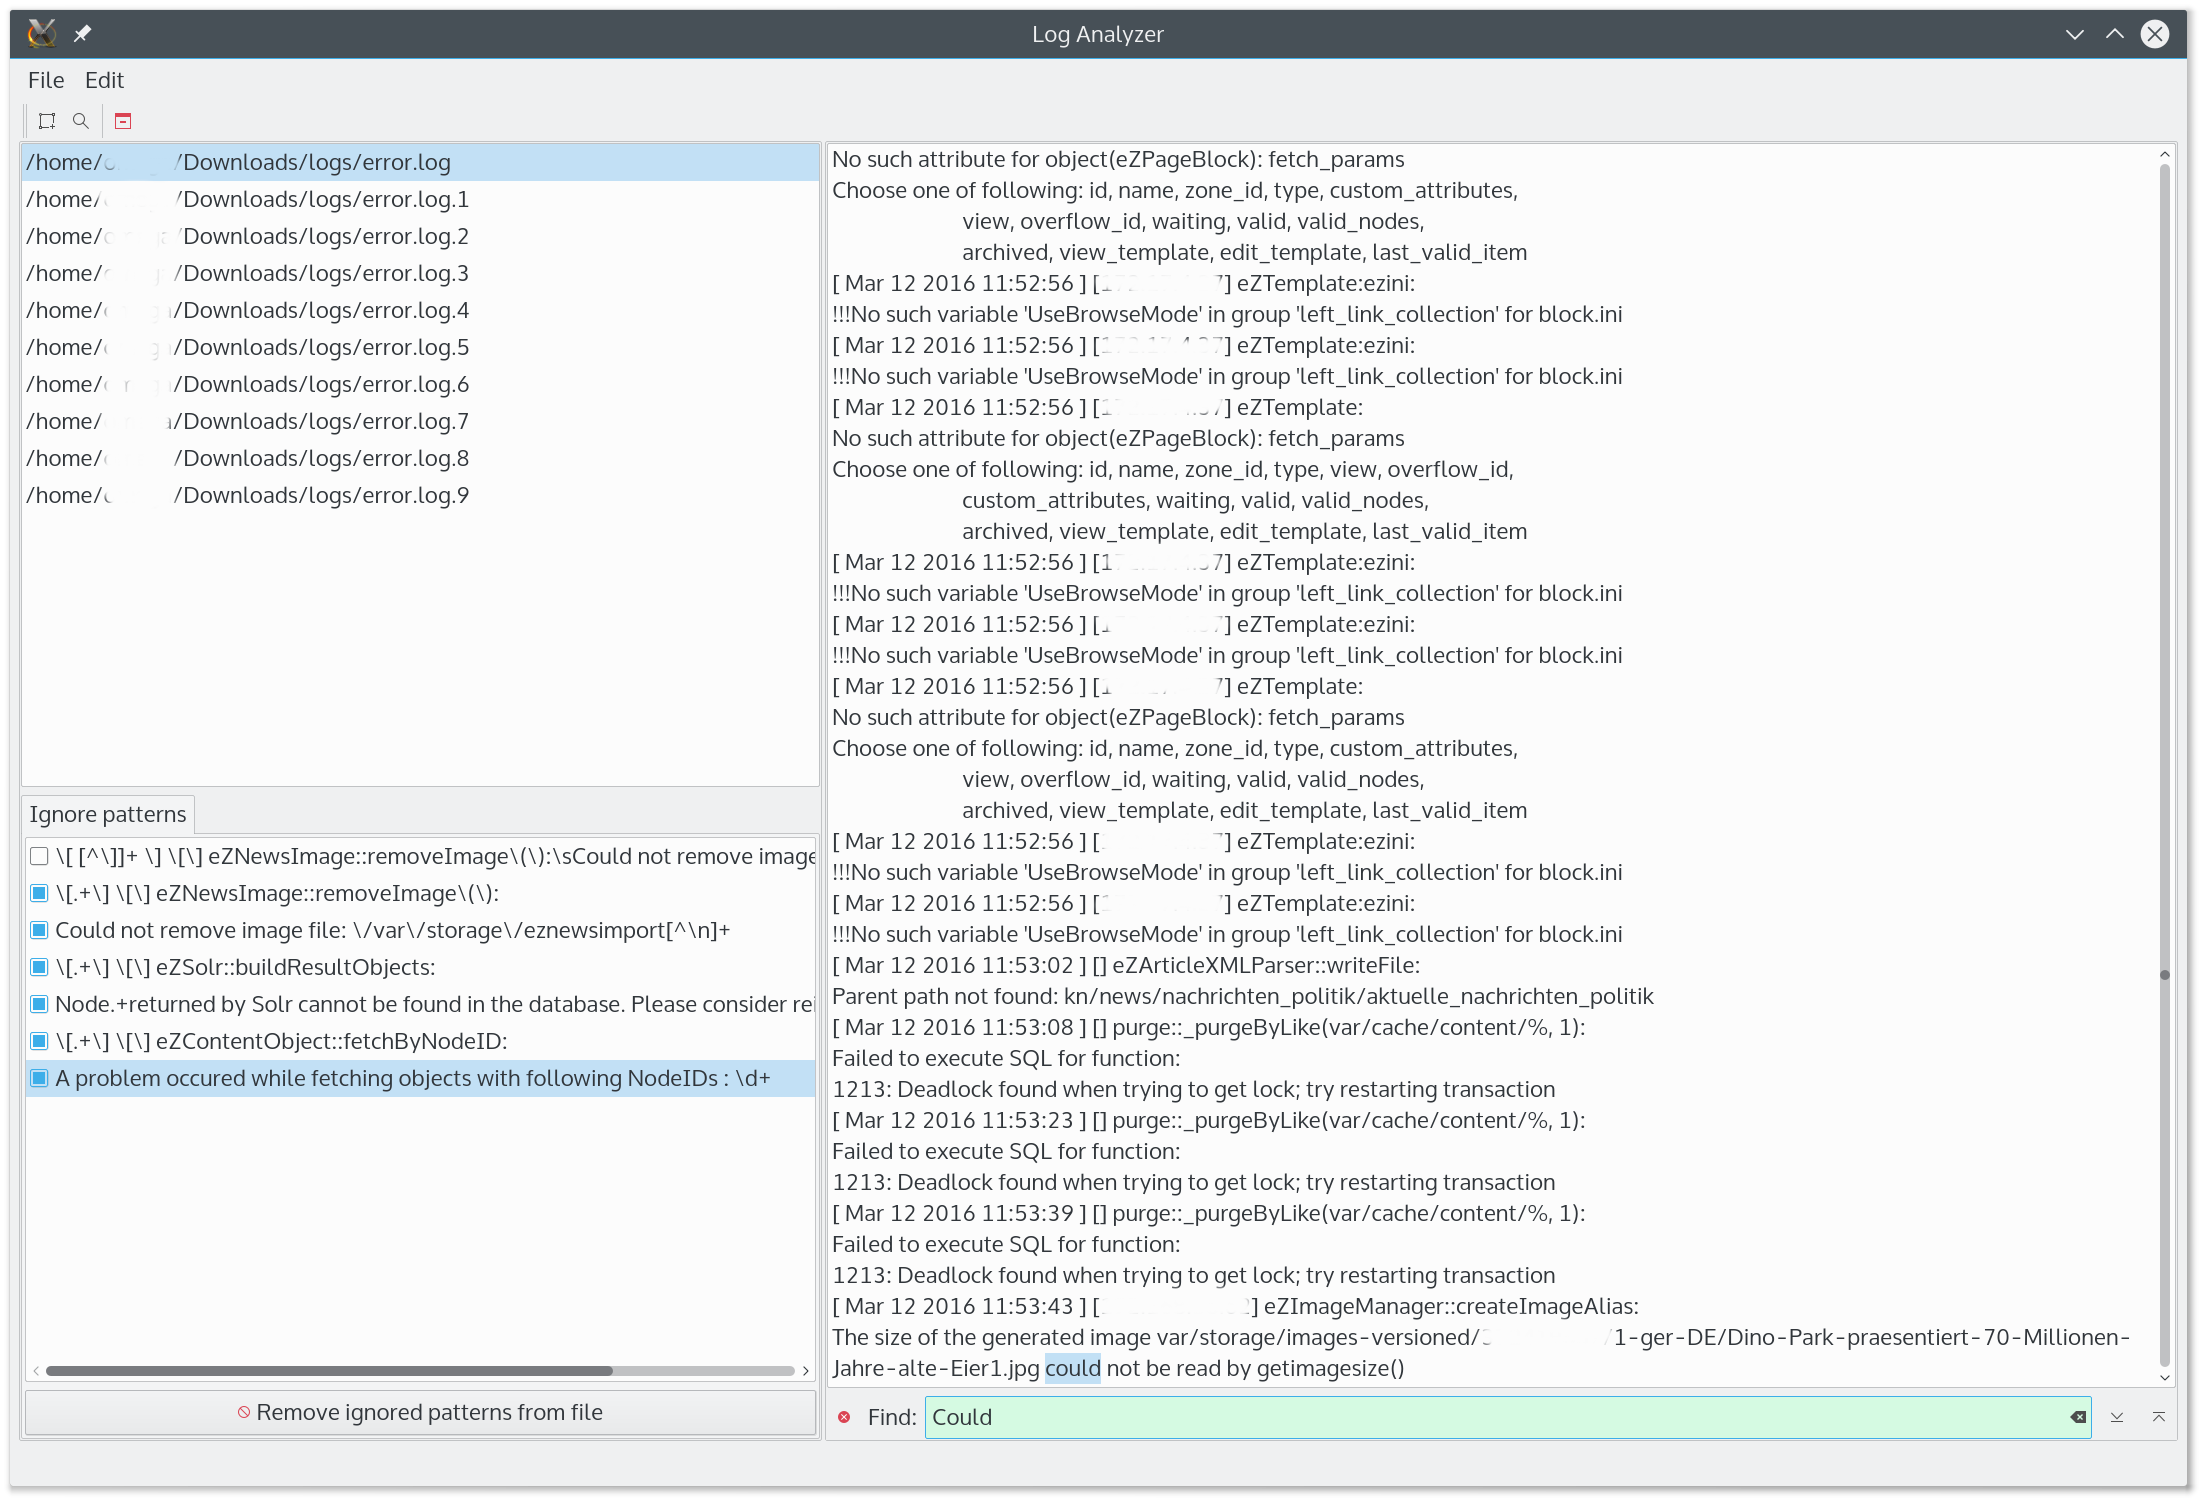 Log Analyzer
File Edit
/home/ /Downloads/logs/error.log
/home/ /Downloads/logs/error.log.1
/home/ /Downloads/logs/error.log.2
/home/ /Downloads/logs/error.log.3
/home/ /Downloads/logs/error.log.4
/home/ /Downloads/logs/error.log.5
/home/ /Downloads/logs/error.log.6
/home/ /Downloads/logs/error.log.7
/home/ /Downloads/logs/error.log.8
/home/ /Downloads/logs/error.log.9
Ignore patterns
\[ [^\]]+ \] \[\] eZNewsImage::removeImage\(\):\sCould not remove image
\[.+\] \[\] eZNewsImage::removeImage\(\):
Could not remove image file: \/var\/storage\/eznewsimport[^\n]+
\[.+\] \[\] eZSolr::buildResultObjects:
Node.+returned by Solr cannot be found in the database. Please consider rei
\[.+\] \[\] eZContentObject::fetchByNodeID:
A problem occured while fetching objects with following NodeIDs : \d+
Remove ignored patterns from file
No such attribute for object(eZPageBlock): fetch_params
Choose one of following: id, name, zone_id, type, custom_attributes,
view, overflow_id, waiting, valid, valid_nodes,
archived, view_template, edit_template, last_valid_item
[ Mar 12 2016 11:52:56 ] [ ] eZTemplate:ezini:
!!!No such variable 'UseBrowseMode' in group 'left_link_collection' for block.ini
[ Mar 12 2016 11:52:56 ] [ ] eZTemplate:ezini:
!!!No such variable 'UseBrowseMode' in group 'left_link_collection' for block.ini
[ Mar 12 2016 11:52:56 ] [ ] eZTemplate:
No such attribute for object(eZPageBlock): fetch_params
Choose one of following: id, name, zone_id, type, view, overflow_id,
custom_attributes, waiting, valid, valid_nodes,
archived, view_template, edit_template, last_valid_item
[ Mar 12 2016 11:52:56 ] [ ] eZTemplate:ezini:
!!!No such variable 'UseBrowseMode' in group 'left_link_collection' for block.ini
[ Mar 12 2016 11:52:56 ] [ ] eZTemplate:ezini:
!!!No such variable 'UseBrowseMode' in group 'left_link_collection' for block.ini
[ Mar 12 2016 11:52:56 ] [ ] eZTemplate:
No such attribute for object(eZPageBlock): fetch_params
Choose one of following: id, name, zone_id, type, custom_attributes,
view, overflow_id, waiting, valid, valid_nodes,
archived, view_template, edit_template, last_valid_item
[ Mar 12 2016 11:52:56 ] [ ] eZTemplate:ezini:
!!!No such variable 'UseBrowseMode' in group 'left_link_collection' for block.ini
[ Mar 12 2016 11:52:56 ] [ ] eZTemplate:ezini:
!!!No such variable 'UseBrowseMode' in group 'left_link_collection' for block.ini
[ Mar 12 2016 11:53:02 ] [] eZArticleXMLParser::writeFile:
Parent path not found: kn/news/nachrichten_politik/aktuelle_nachrichten_politik
[ Mar 12 2016 11:53:08 ] [] purge::_purgeByLike(var/cache/content/%, 1):
Failed to execute SQL for function:
1213: Deadlock found when trying to get lock; try restarting transaction
[ Mar 12 2016 11:53:23 ] [] purge::_purgeByLike(var/cache/content/%, 1):
Failed to execute SQL for function:
1213: Deadlock found when trying to get lock; try restarting transaction
[ Mar 12 2016 11:53:39 ] [] purge::_purgeByLike(var/cache/content/%, 1):
Failed to execute SQL for function:
1213: Deadlock found when trying to get lock; try restarting transaction
[ Mar 12 2016 11:53:43 ] [ ] eZImageManager::createImageAlias:
The size of the generated image var/storage/images-versioned/ /1-ger-DE/Dino-Park-praesentiert-70-Millionen-
Jahre-alte-Eier1.jpg could not be read by getimagesize()
Find: Could